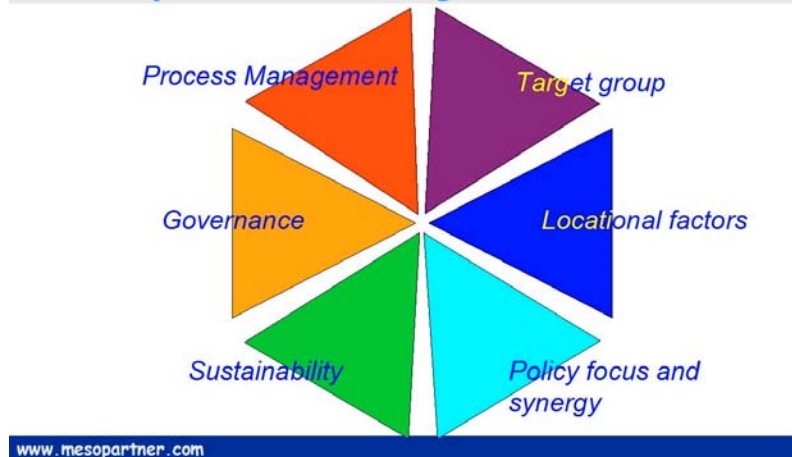 Process Management
Target group
Governance
Locational factors
Sustainability
Policy focus and
synergy
www.mesopartner.com